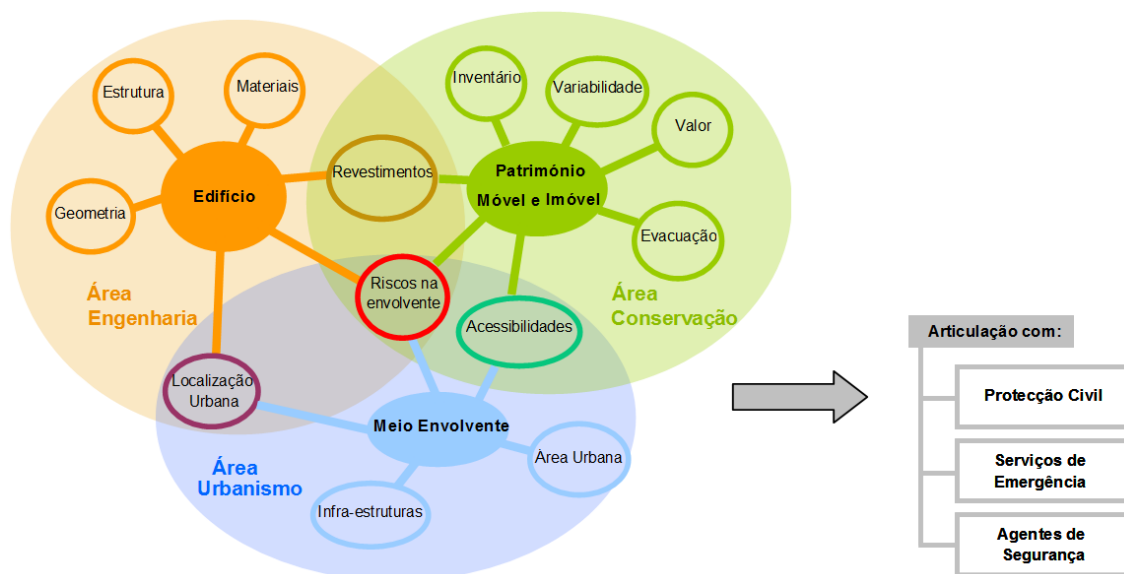 Estrutura
Materiais
Geometria
Edificio
Revestimentos
Inventário
Variabilidade
Valor
Património
Móvel e Imóvel
Evacuação
Área
Engenharia
Riscos na
envolvente
Acessibilidades
Área
Conservação
Localização
Urbana
Meio Envolvente
Área Urbana
Área
Urbanismo
Infra-estruturas
Articulação com:
Protecção Civil
Serviços de
Emergência
Agentes de
Segurança